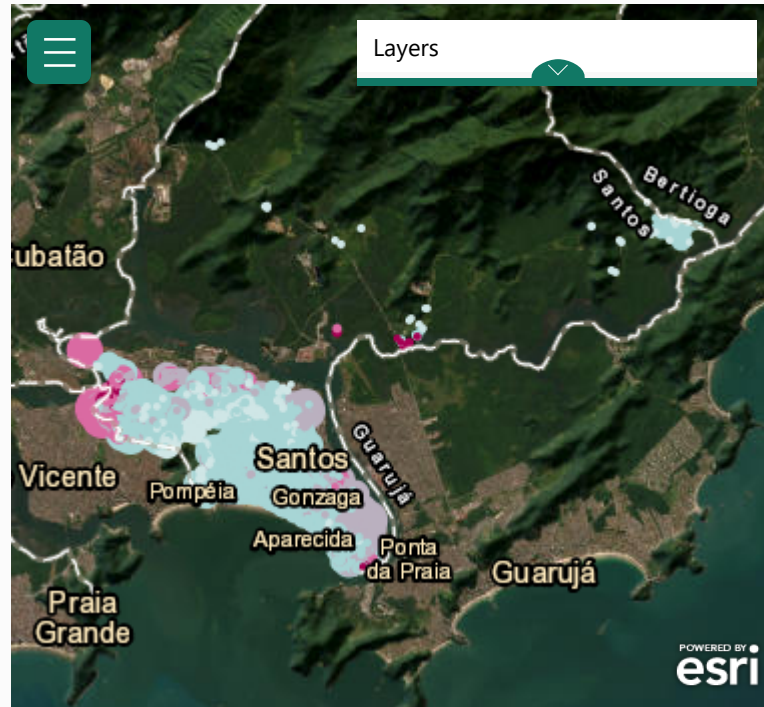 Layers
Bertioga
Santos
ubatão
Guarujá
Santos
Vicente
Pompéia
Gonzaga
Aparecida
Ponta
da Praia
Guarujá
Praia
Grande
POWERED BY
esri